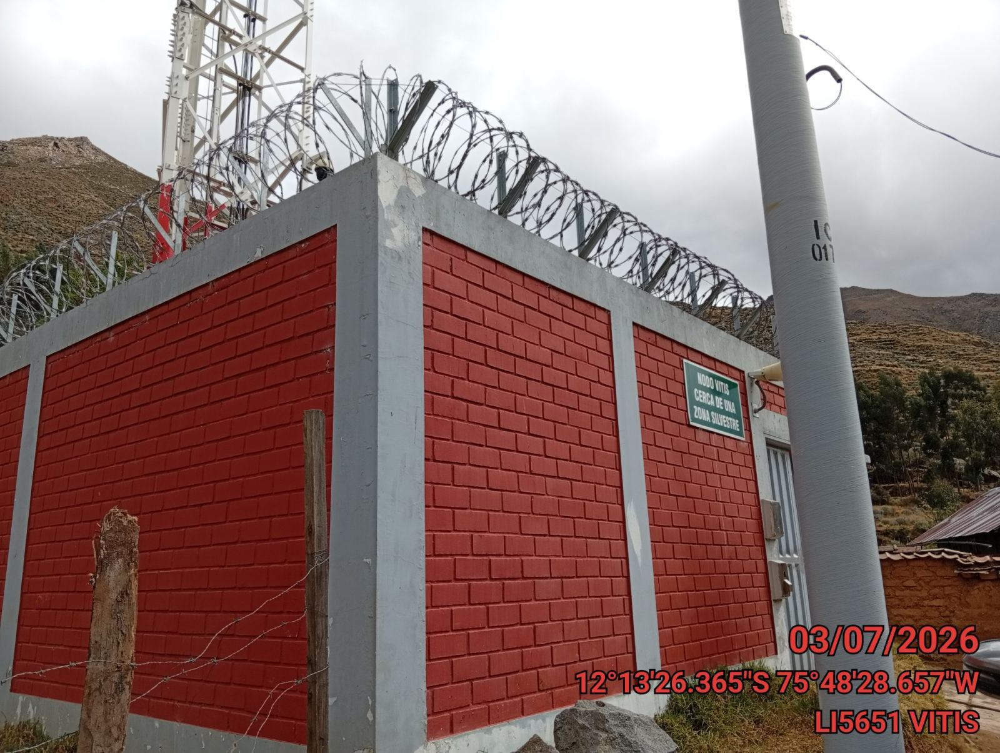 NODO VITIS
CERCA DE UNA
ZONA SILVESTRE
03/07/2026
12°13'26.365"S 75°48'28.657"W
LI5651 VITIS